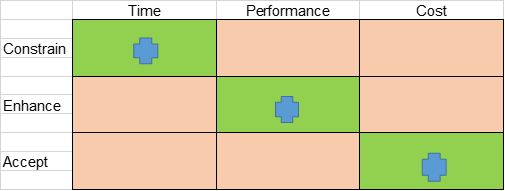 Time Performance Cost
Constrain
Enhance
Accept